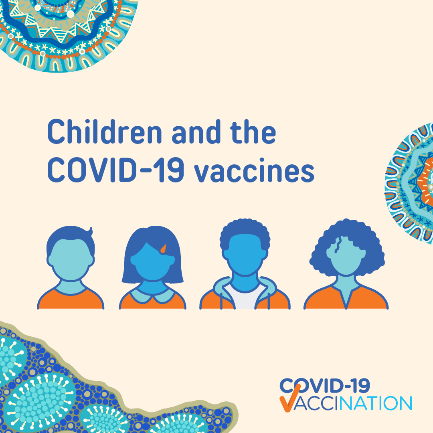 Children and the
COVID-19 vaccines
COVID-19
VACCINATION